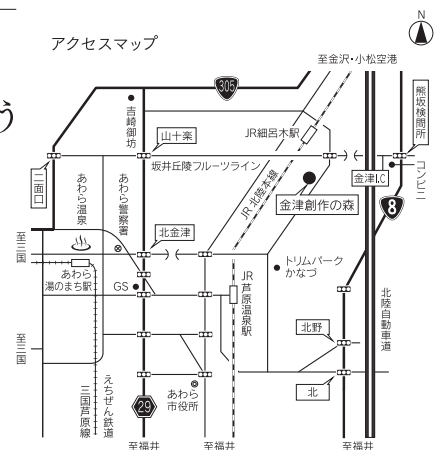 アクセスマップ
N
う
至金沢・小松空港
305
吉崎御坊
山十楽
JR細呂木駅
熊坂検問所
二面口
坂井丘陵フルーツライン
金津I.C
コンビニ
8
あわら温泉
あわら警察署
JR北陸本線
金津創作の森
北金津
至三国
トリムパーク
かなづ
あわら
湯のまち駅
GS
JR芦原温泉駅
北陸自動車道
北野
至三国
北
えちぜん鉄道
三国芦原線
29
あわら
市役所
至福井
至福井
至福井